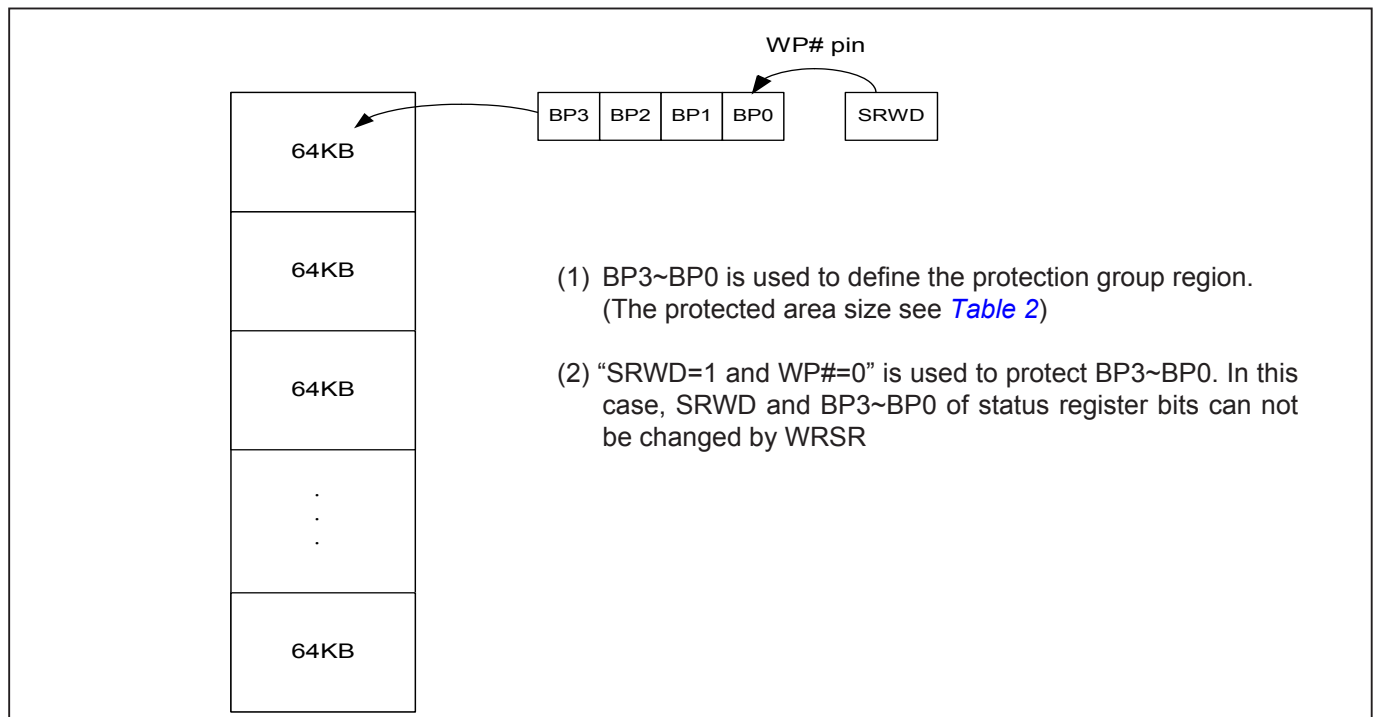 WP# pin
BP3 BP2 BP1 BP0 SRWD
64KB
64KB
(1) BP3~BP0 is used to define the protection group region.
(The protected area size see Table 2)
64KB
(2) “SRWD=1 and WP#=0” is used to protect BP3~BP0. In this
case, SRWD and BP3~BP0 of status register bits can not
be changed by WRSR
.
.
.
64KB